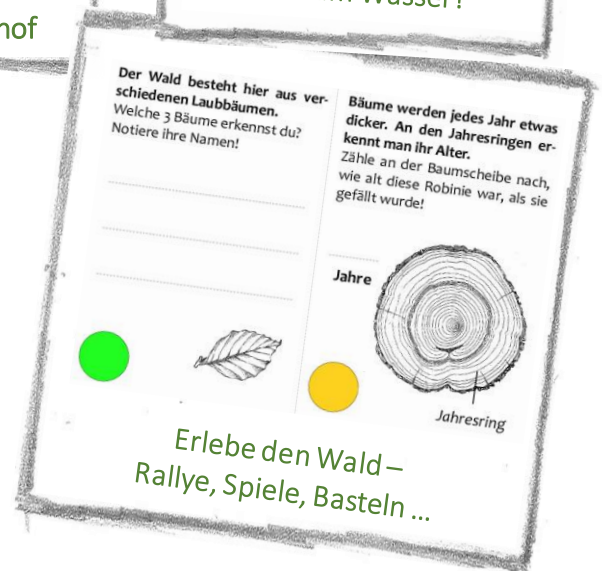 Wasser!
hof
Der Wald besteht hier aus ver-
schiedenen Laubbäumen.
Welche 3 Bäume erkennst du?
Notiere ihre Namen!
Bäume werden jedes Jahr etwas
dicker. An den Jahresringen er-
kennt man ihr Alter.
Zähle an der Baumscheibe nach,
wie alt diese Robinie war, als sie
gefällt wurde!
Jahre
Jahresring
Erlebe den Wald –
Rallye, Spiele, Basteln ...